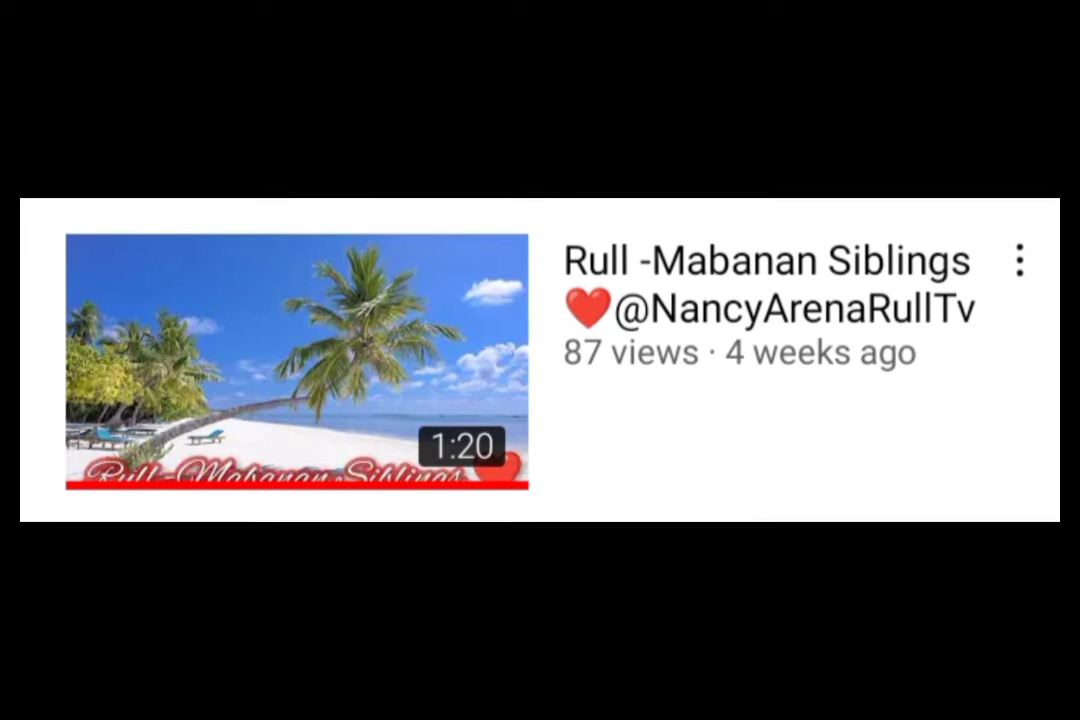 Rull -Mabanan Siblings
❤️@NancyArenaRullTv
87 views · 4 weeks ago
1:20
Rull-Mabanan Siblings❤️